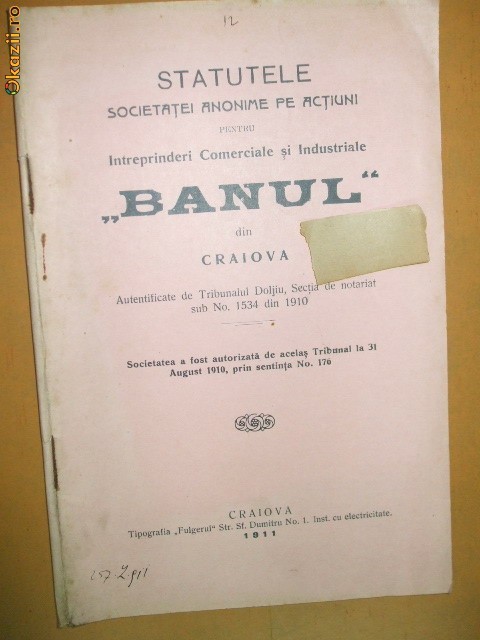 Okazii.ro
12
STATUTELE
SOCIETAŢEI ANONIME PE ACŢIUNI
PENTRU
Intreprinderi Comerciale şi Industriale
„BANUL“
din
CRAIOVA
Autentificate de Tribunalul Doljiu, Secţia de notariat
sub No. 1534 din 1910
Societatea a fost autorizată de acelaş Tribunal la 31
August 1910, prin sentinţa No. 176
CRAIOVA
Tipografia „Fulgerul“ Str. Sf. Dumitru No. 1. Inst. cu electricitate.
1911